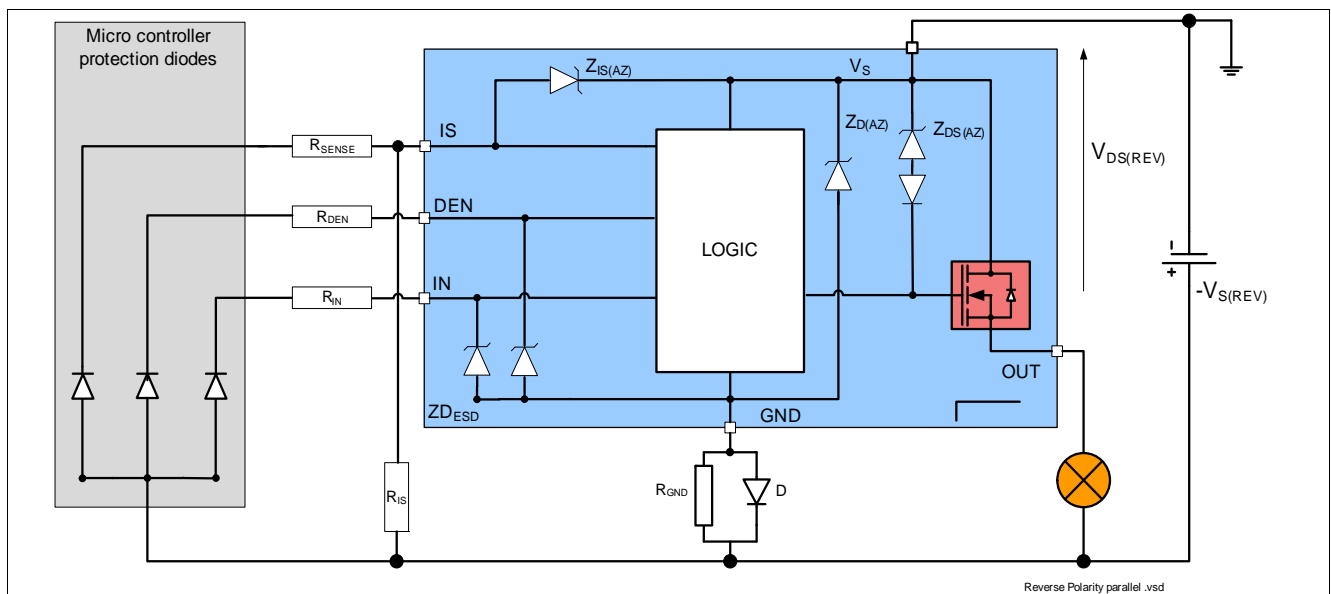 Micro controller
protection diodes
Z_IS(AZ)
V_S
Z_D(AZ)
Z_DS(AZ)
V_DS(REV)
IS
R_SENSE
DEN
R_DEN
LOGIC
IN
R_IN
-
+
-V_S(REV)
OUT
ZD_ESD
GND
R_IS
R_GND
D
Reverse Polarity parallel .vsd